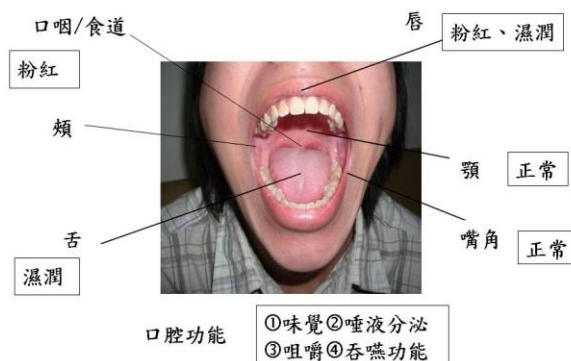 口咽/食道
粉紅
頰
舌
濕潤
唇
粉紅、濕潤
顎
正常
嘴角
正常
口腔功能
①味覺②唾液分泌
③咀嚼④吞嚥功能